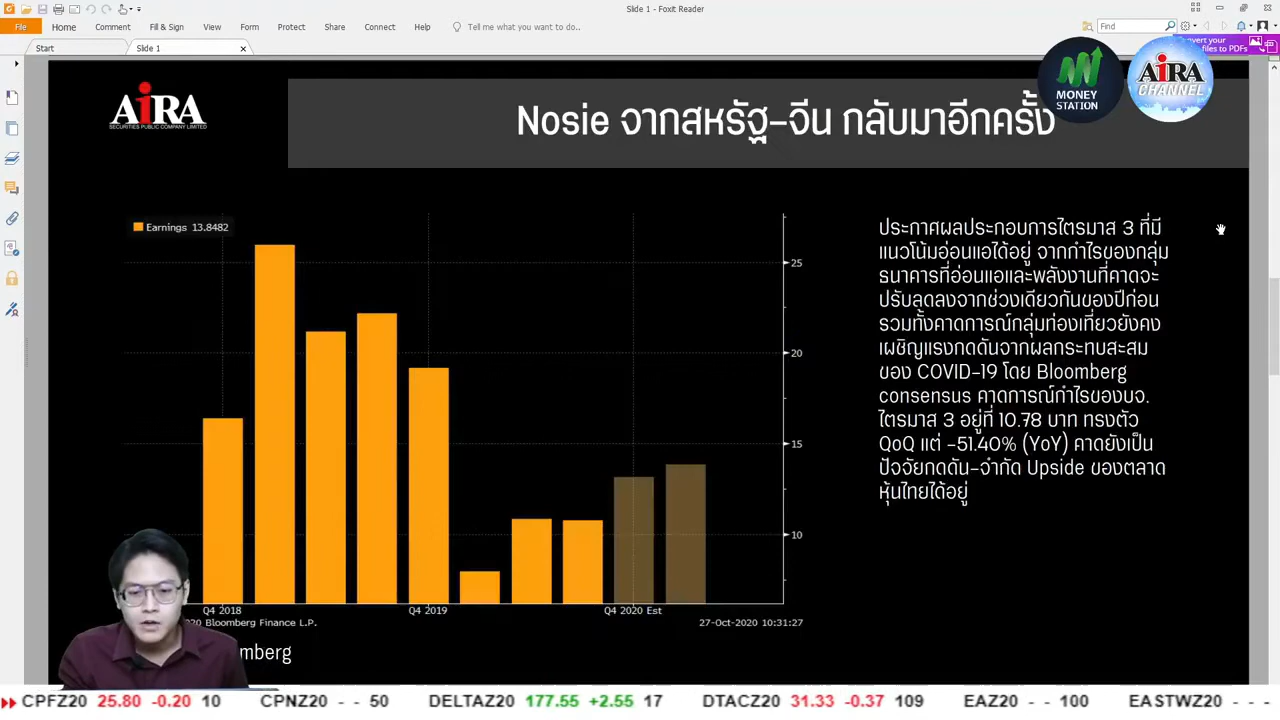 Slide 1 - Foxit Reader
File Home Comment Fill & Sign View Form Protect Share Connect Help Tell me what you want to do..
Find
Start Slide 1
files to PDFs
MONEY
STATION
AiRA
CHANNEL
AiRA
SECURITIES PUBLIC COMPANY LIMITED
Nosie จากสหรัฐ-จีน กลับมาอีกครั้ง
Earnings 13.8482
25
20
15
10
Q4 2018 Q4 2019 Q4 2020 Est
20 Bloomberg Finance L.P. 27-Oct-2020 10:31:27
mberg
ประกาศผลประกอบการไตรมาส 3 ที่มี
แนวโน้มอ่อนแอได้อยู่ จากกำไรของกลุ่ม
ธนาคารที่อ่อนแอและพลังงานที่คาดจะ
ปรับลดลงจากช่วงเดียวกันของปีก่อน
รวมทั้งคาดการณ์กลุ่มท่องเที่ยวยังคง
เผชิญแรงกดดันจากผลกระทบสะสม
ของ COVID-19 โดย Bloomberg
consensus คาดการณ์กำไรของบจ.
ไตรมาส 3 อยู่ที่ 10.78 บาท ทรงตัว
QoQ แต่ -51.40% (YoY) คาดยังเป็น
ปัจจัยกดดัน-จำกัด Upside ของตลาด
หุ้นไทยได้อยู่
CPFZ20 25.80 -0.20 10 CPNZ20 - - 50 DELTAZ20 177.55 +2.55 17 DTACZ20 31.33 -0.37 109 EAZ20 - - 100 EASTWZ20 - - -